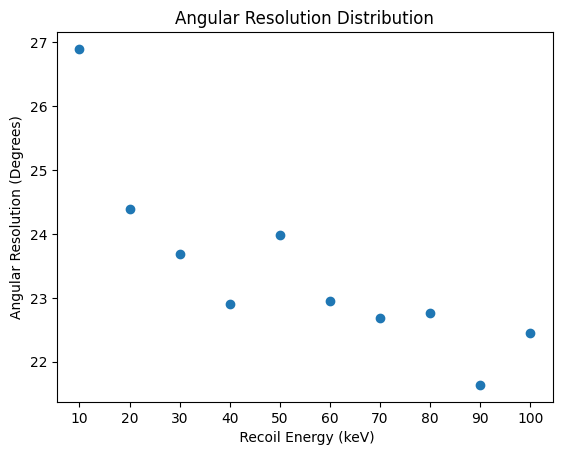 Angular Resolution Distribution
Angular Resolution (Degrees)
27
26
25
24
23
22
10 20 30 40 50 60 70 80 90 100
Recoil Energy (keV)